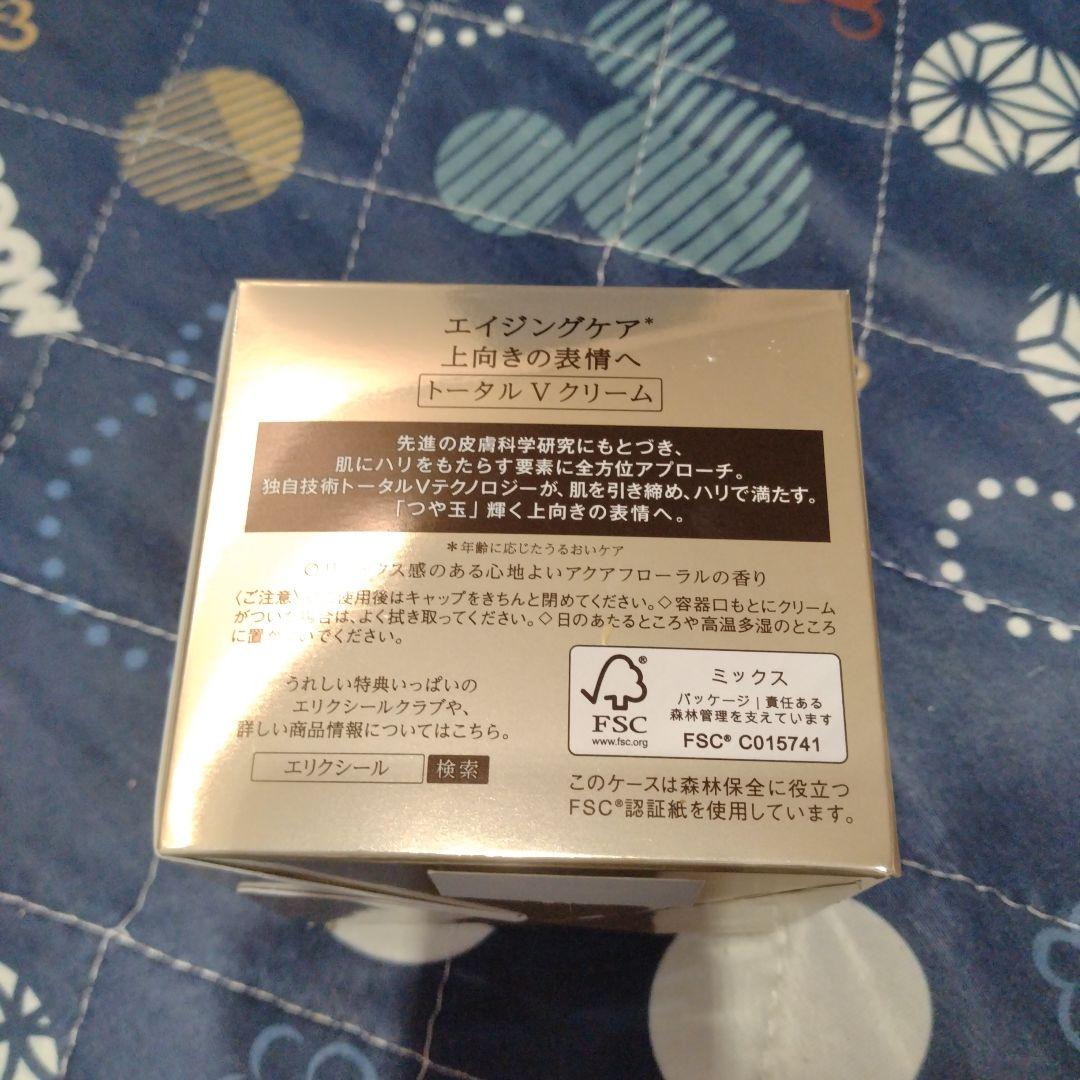 エイジングケア*
上向きの表情へ
トータル V クリーム
先進の皮膚科学研究にもとづき、
肌にハリをもたらす要素に全方位アプローチ。
独自技術トータルVテクノロジーが、肌を引き締め、ハリで満たす。
「つや玉」輝く上向きの表情へ。
*年齢に応じたうるおいケア
ス感のある心地よいアクアフローラルの香り
〈ご注意〉 使用後はキャップをきちんと閉めてください。◇容器口もとにクリーム
がついた場合は、よく拭き取ってください。◇日のあたるところや高温多湿のところ
に置 いでください。
うれしい特典いっぱいの
エリクシールクラブや、
詳しい商品情報についてはこちら。
エリクシール 検索
FSC®
www.fsc.org
ミックス
パッケージ|責任ある
森林管理を支えています
FSC® C015741
このケースは森林保全に役立つ
FSC®認証紙を使用しています。